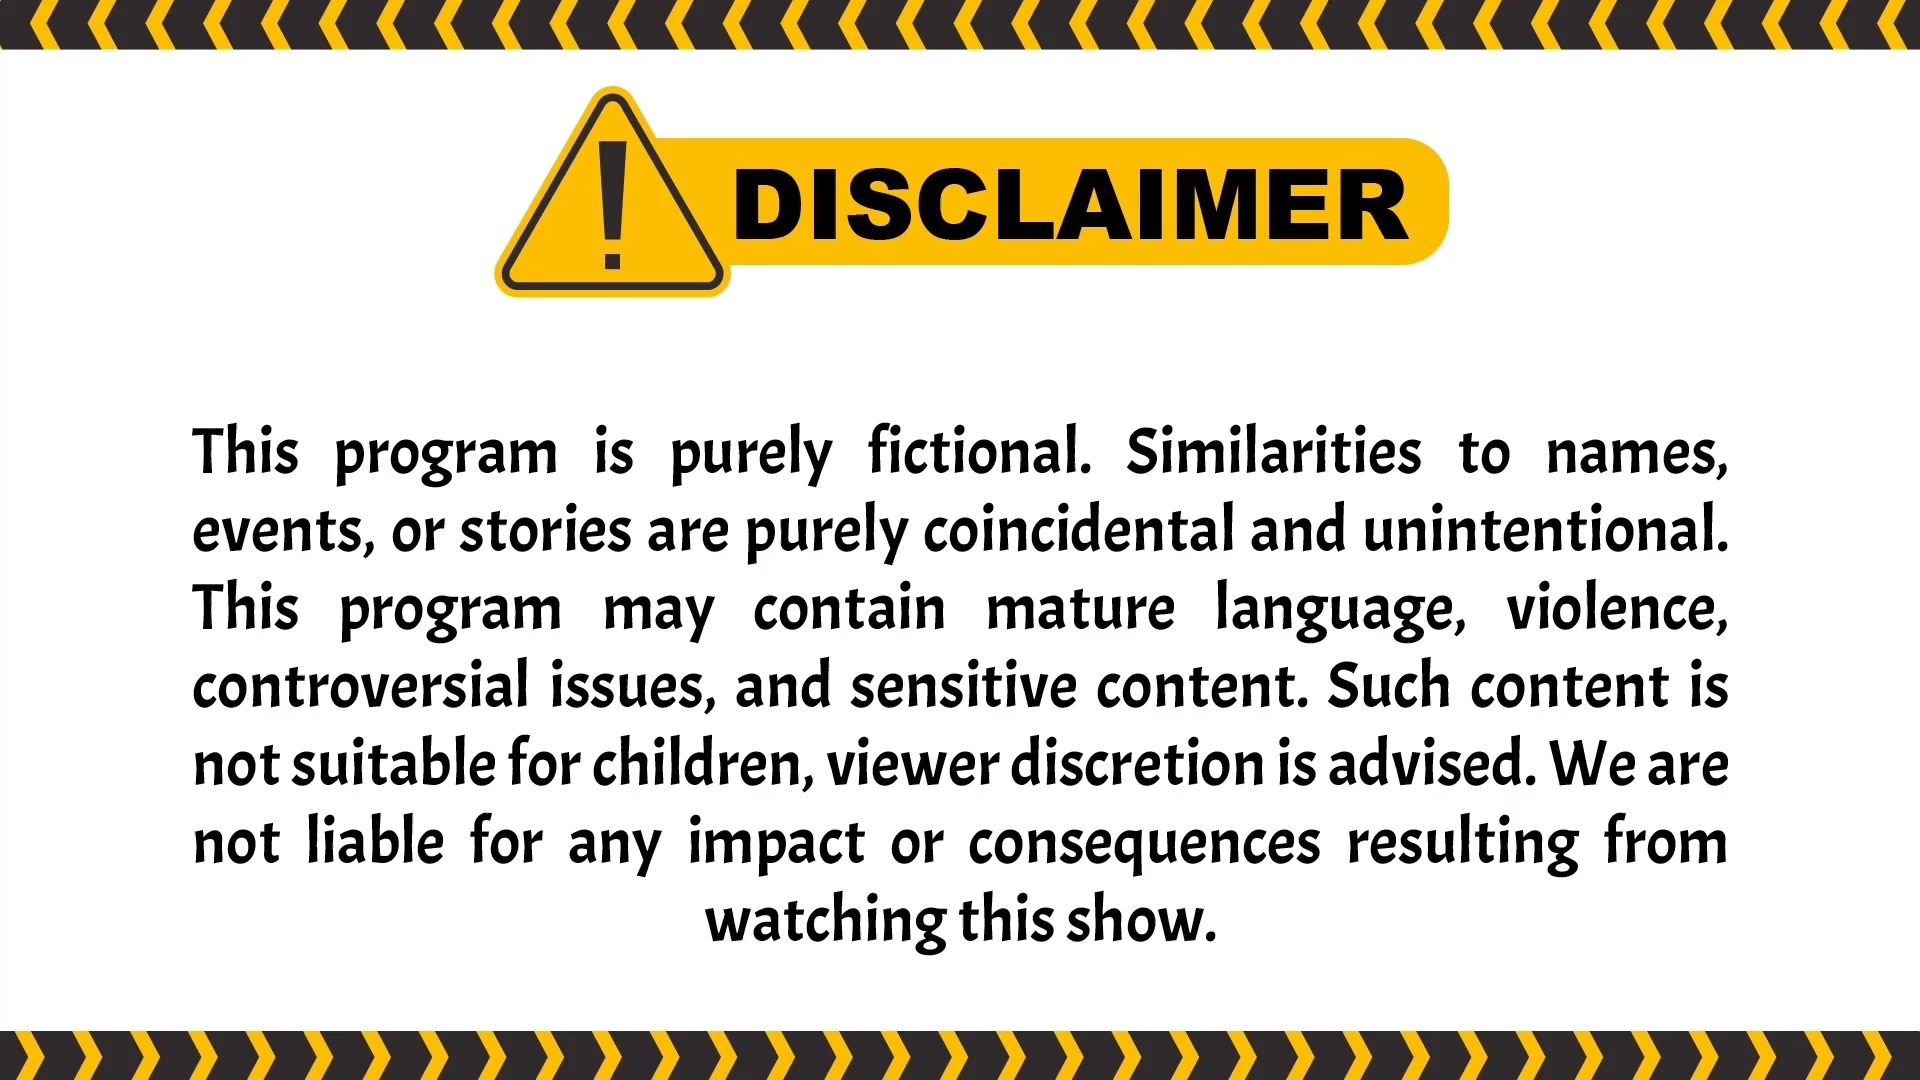 DISCLAIMER
This program is purely fictional. Similarities to names,
events, or stories are purely coincidental and unintentional.
This program may contain mature language, violence,
controversial issues, and sensitive content. Such content is
not suitable for children, viewer discretion is advised. We are
not liable for any impact or consequences resulting from
watching this show.